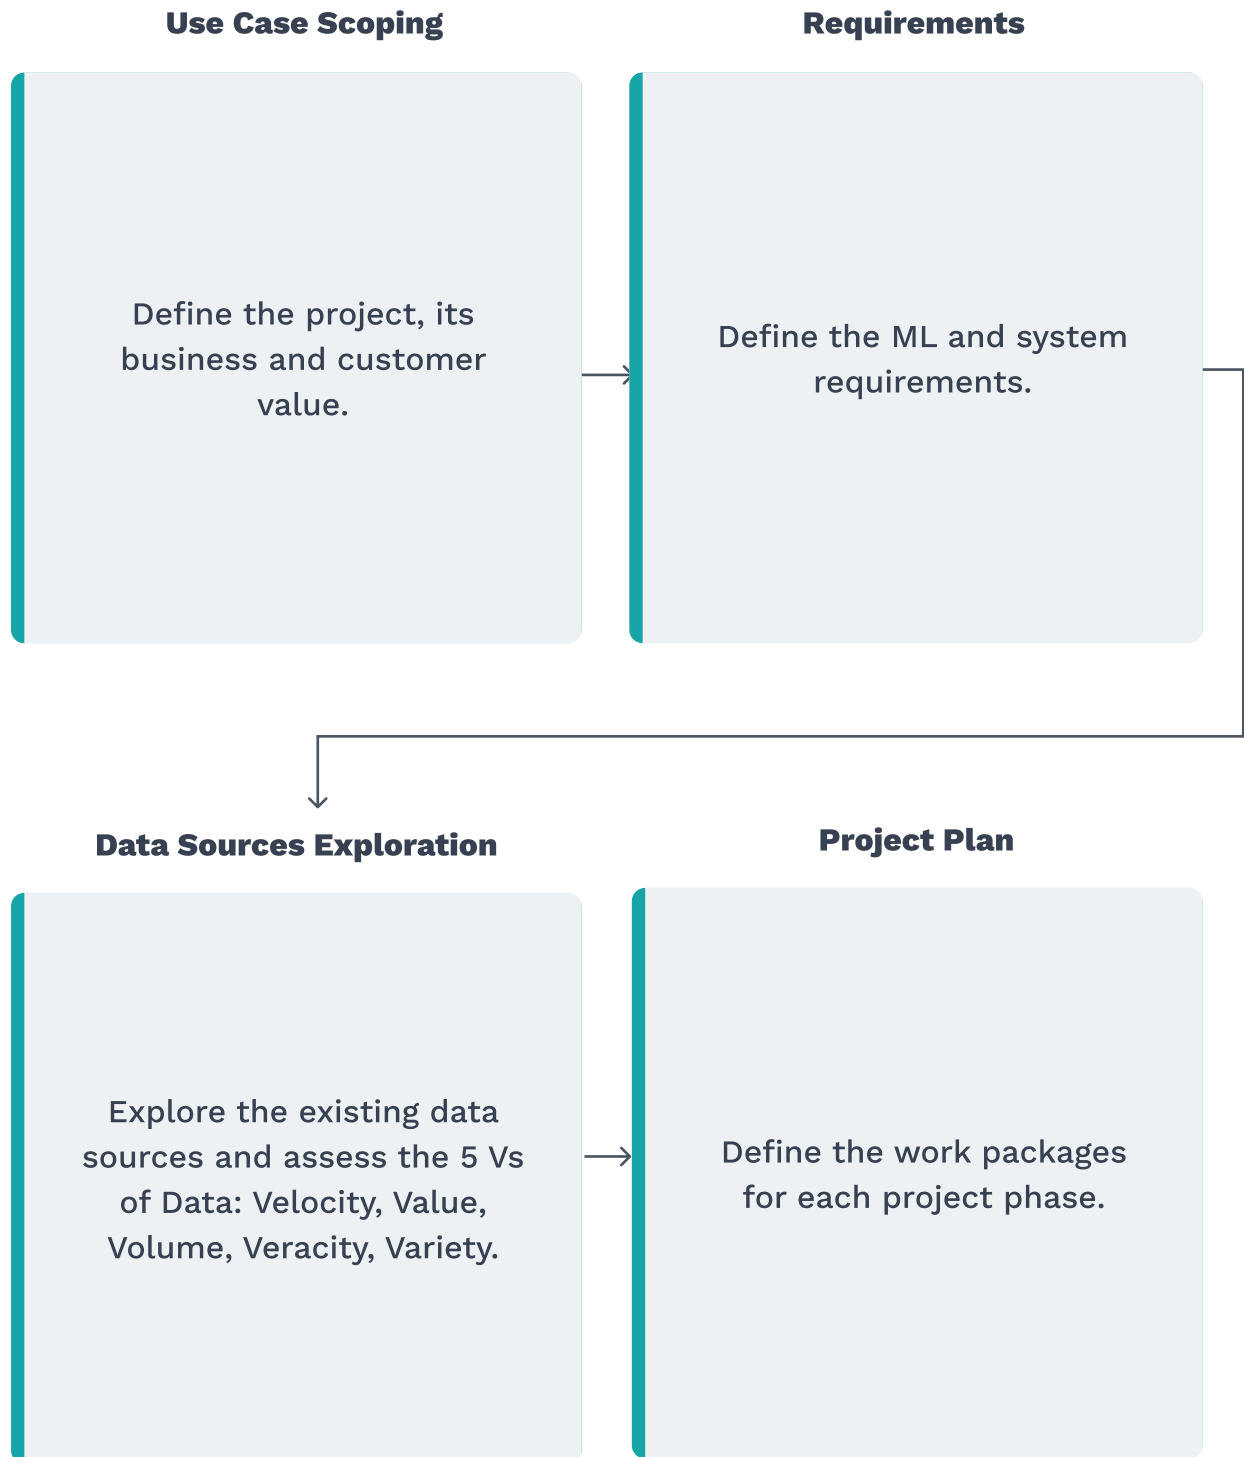 Use Case Scoping
Define the project, its
business and customer
value.
Requirements
Define the ML and system
requirements.
Data Sources Exploration
Explore the existing data
sources and assess the 5 Vs
of Data: Velocity, Value,
Volume, Veracity, Variety.
Project Plan
Define the work packages
for each project phase.